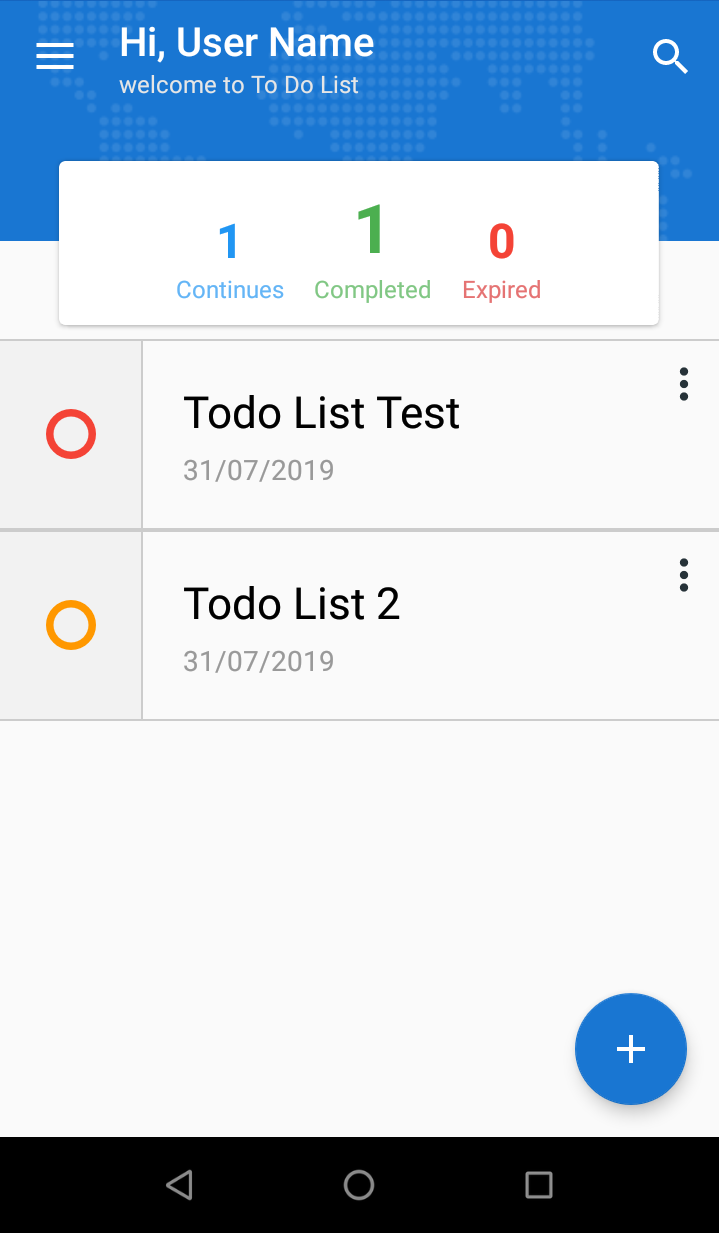 Hi, User Name
welcome to To Do List
1 1 0
Continues Completed Expired
Todo List Test
31/07/2019
Todo List 2
31/07/2019